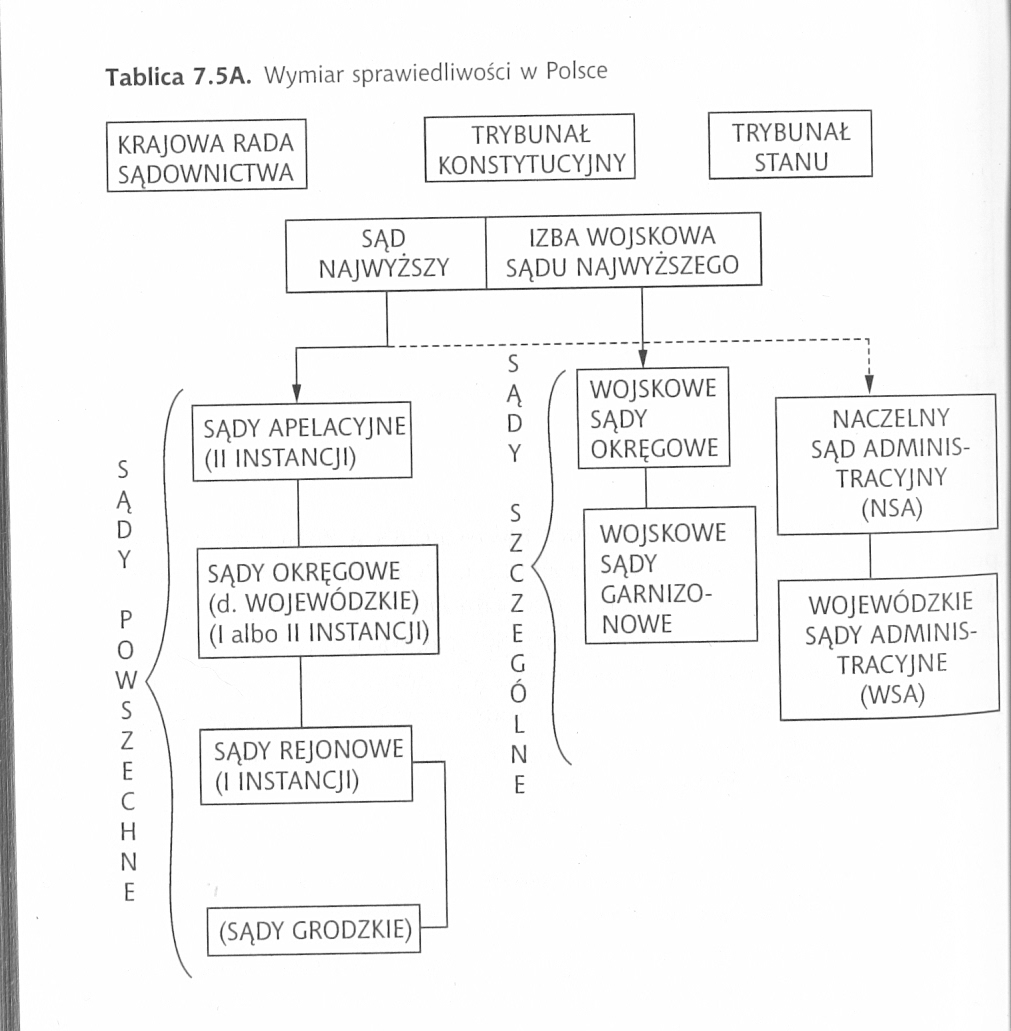 Tablica 7.5A. Wymiar sprawiedliwości w Polsce
KRAJOWA RADA
SĄDOWNICTWA
TRYBUNAŁ
KONSTYTUCYJNY
TRYBUNAŁ
STANU
SĄD
NAJWYŻSZY
IZBA WOJSKOWA
SĄDU NAJWYŻSZEGO
SĄDY POWSZECHNE
SĄDY APELACYJNE
(II INSTANCJI)
SĄDY OKRĘGOWE
(d. WOJEWÓDZKIE)
(I albo II INSTANCJI)
SĄDY REJONOWE
(I INSTANCJI)
(SĄDY GRODZKIE)
SĄDY SZCZEGÓLNE
WOJSKOWE
SĄDY
OKRĘGOWE
WOJSKOWE
SĄDY
GARNIZO-
NOWE
NACZELNY
SĄD ADMINIS-
TRACYJNY
(NSA)
WOJEWÓDZKIE
SĄDY ADMINIS-
TRACYJNE
(WSA)